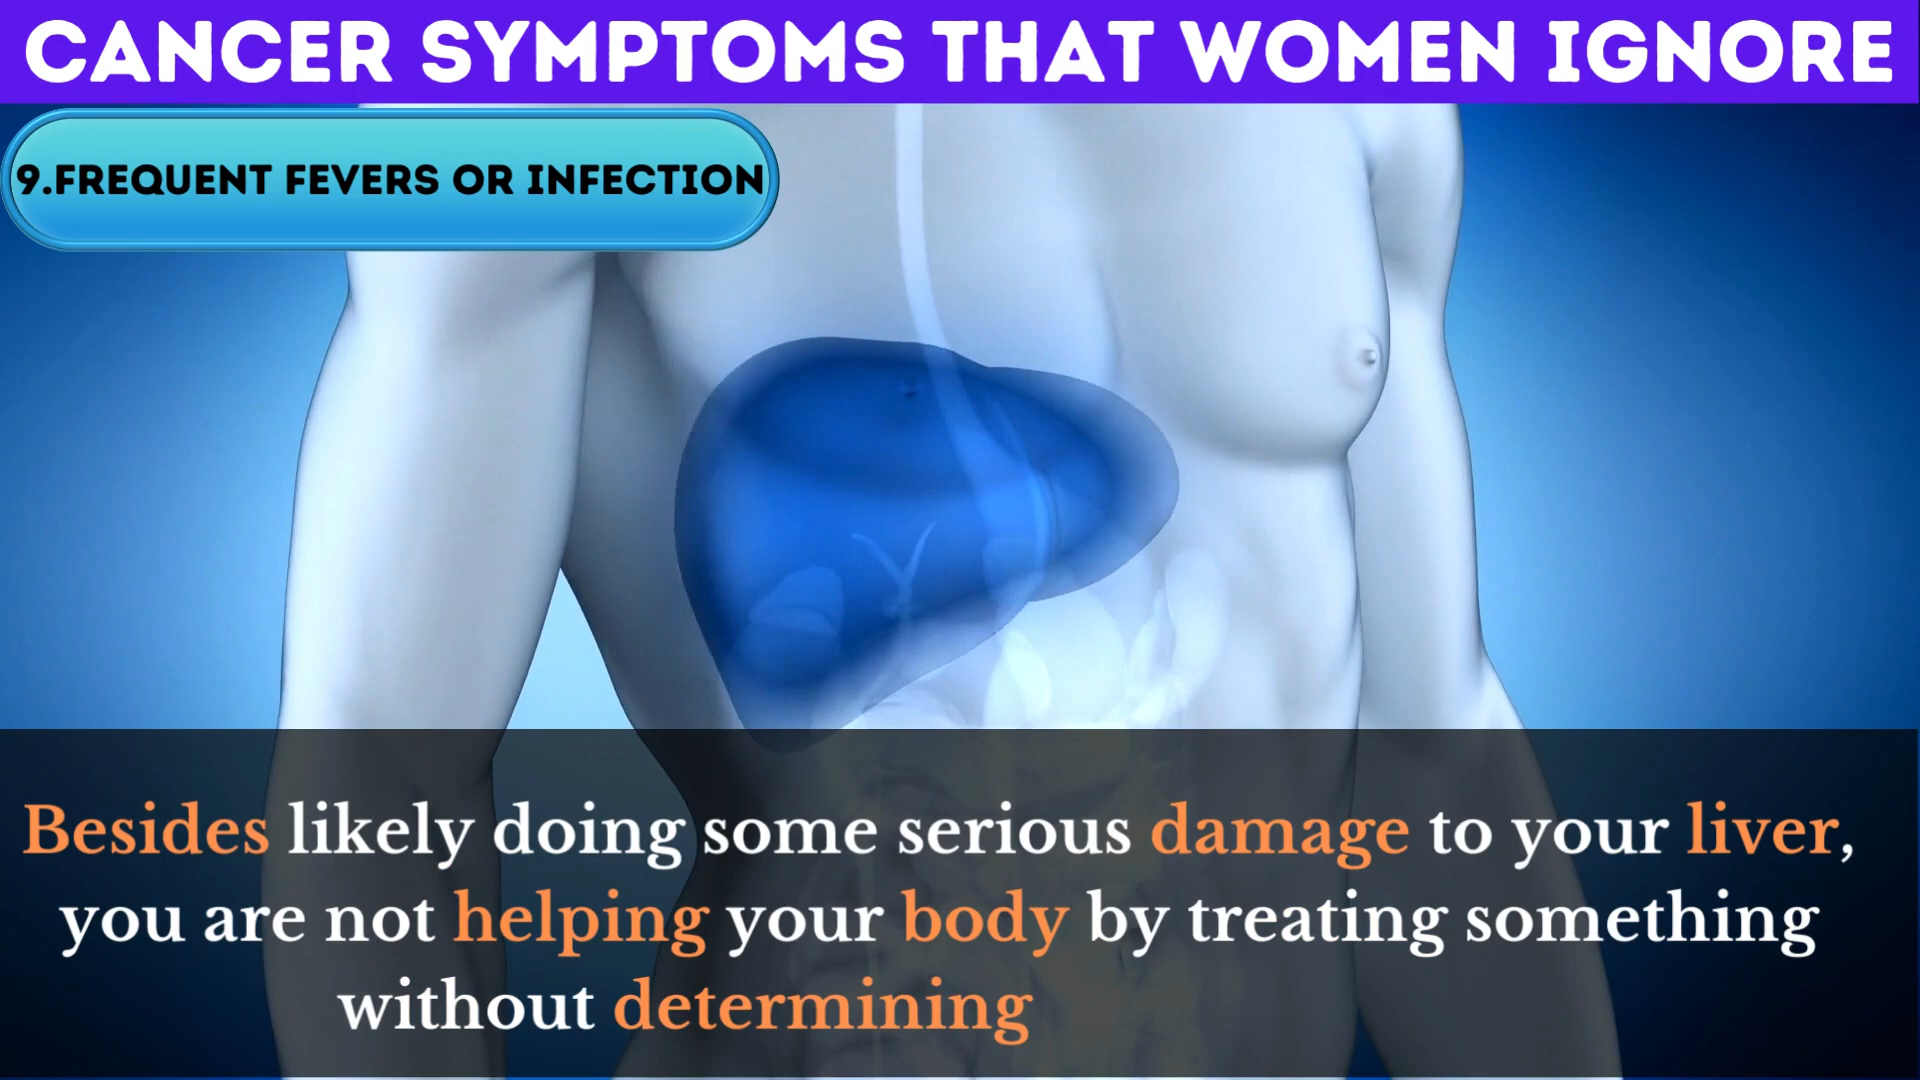 CANCER SYMPTOMS THAT WOMEN IGNORE
9.FREQUENT FEVERS OR INFECTION
Besides likely doing some serious damage to your liver,
you are not helping your body by treating something
without determining